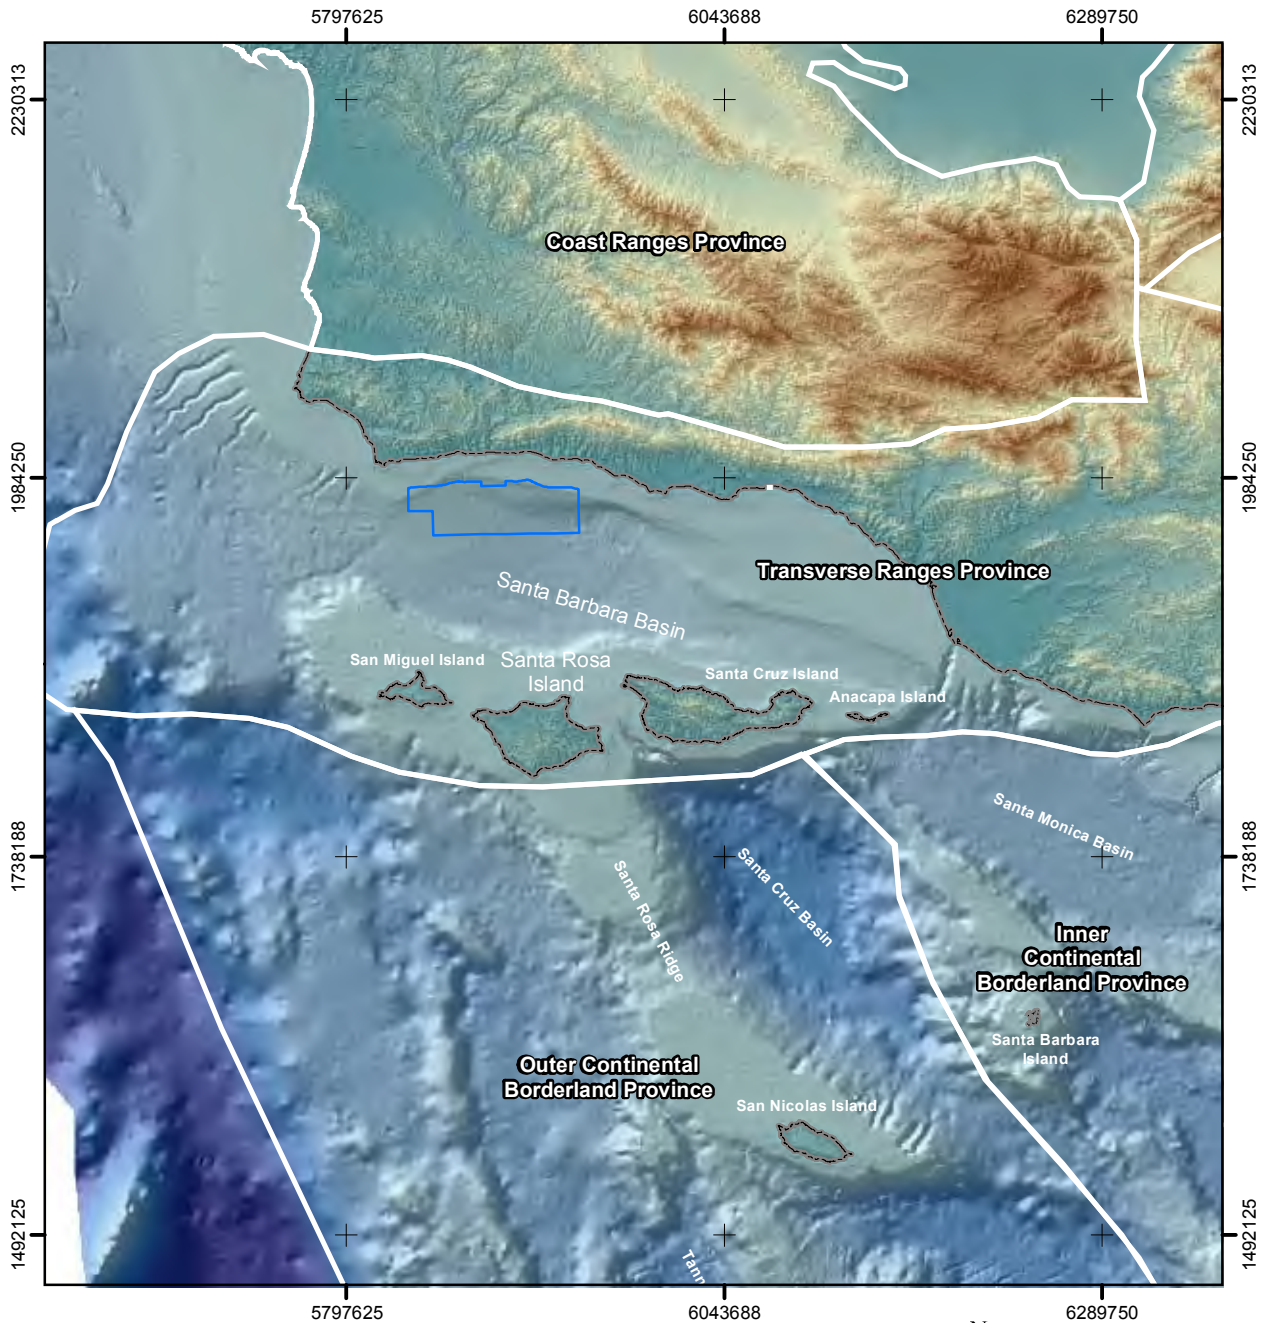 5797625
6043688
6289750
2230313
2230313
Coast Ranges Province
1984250
1984250
Transverse Ranges Province
Santa Barbara Basin
San Miguel Island
Santa Rosa
Island
Santa Cruz Island
Anacapa Island
1738188
1738188
Santa Monica Basin
Santa Cruz Basin
Santa Rosa Ridge
Inner
Continental
Borderland Province
Santa Barbara
Island
Outer Continental
Borderland Province
San Nicolas Island
1492125
1492125
Tann
5797625
6043688
6289750
N